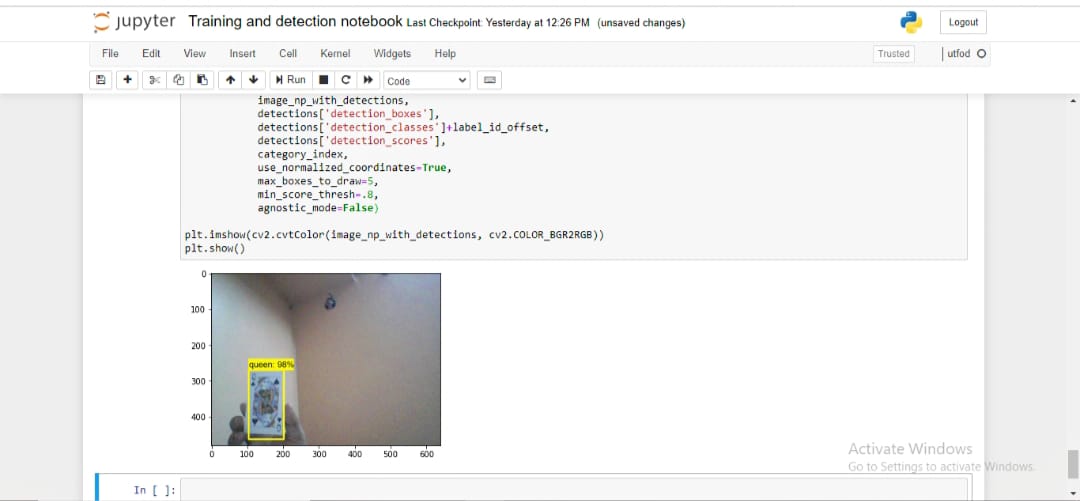 jupyter Training and detection notebook Last Checkpoint: Yesterday at 12:26 PM (unsaved changes) Logout
File Edit View Insert Cell Kernel Widgets Help Trusted utfod
Run Code
image_np_with_detections,
detections['detection_boxes'],
detections['detection_classes']+label_id_offset,
detections['detection_scores'],
category_index,
use_normalized_coordinates=True,
max_boxes_to_draw=5,
min_score_thresh=.8,
agnostic_mode=False)
plt.imshow(cv2.cvtColor(image_np_with_detections, cv2.COLOR_BGR2RGB))
plt.show()
0
100
200
queen: 98%
300
400
0 100 200 300 400 500 600
Activate Windows
Go to Settings to activate Windows.
In [ ]: